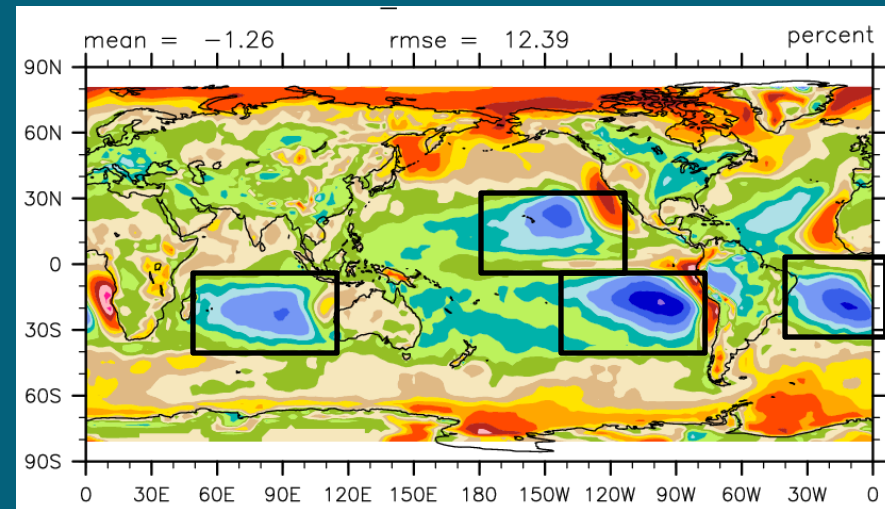 mean = -1.26 rmse = 12.39 percent
90N
60N
30N
0
30S
60S
90S
0 30E 60E 90E 120E 150E 180 150W 120W 90W 60W 30W 0